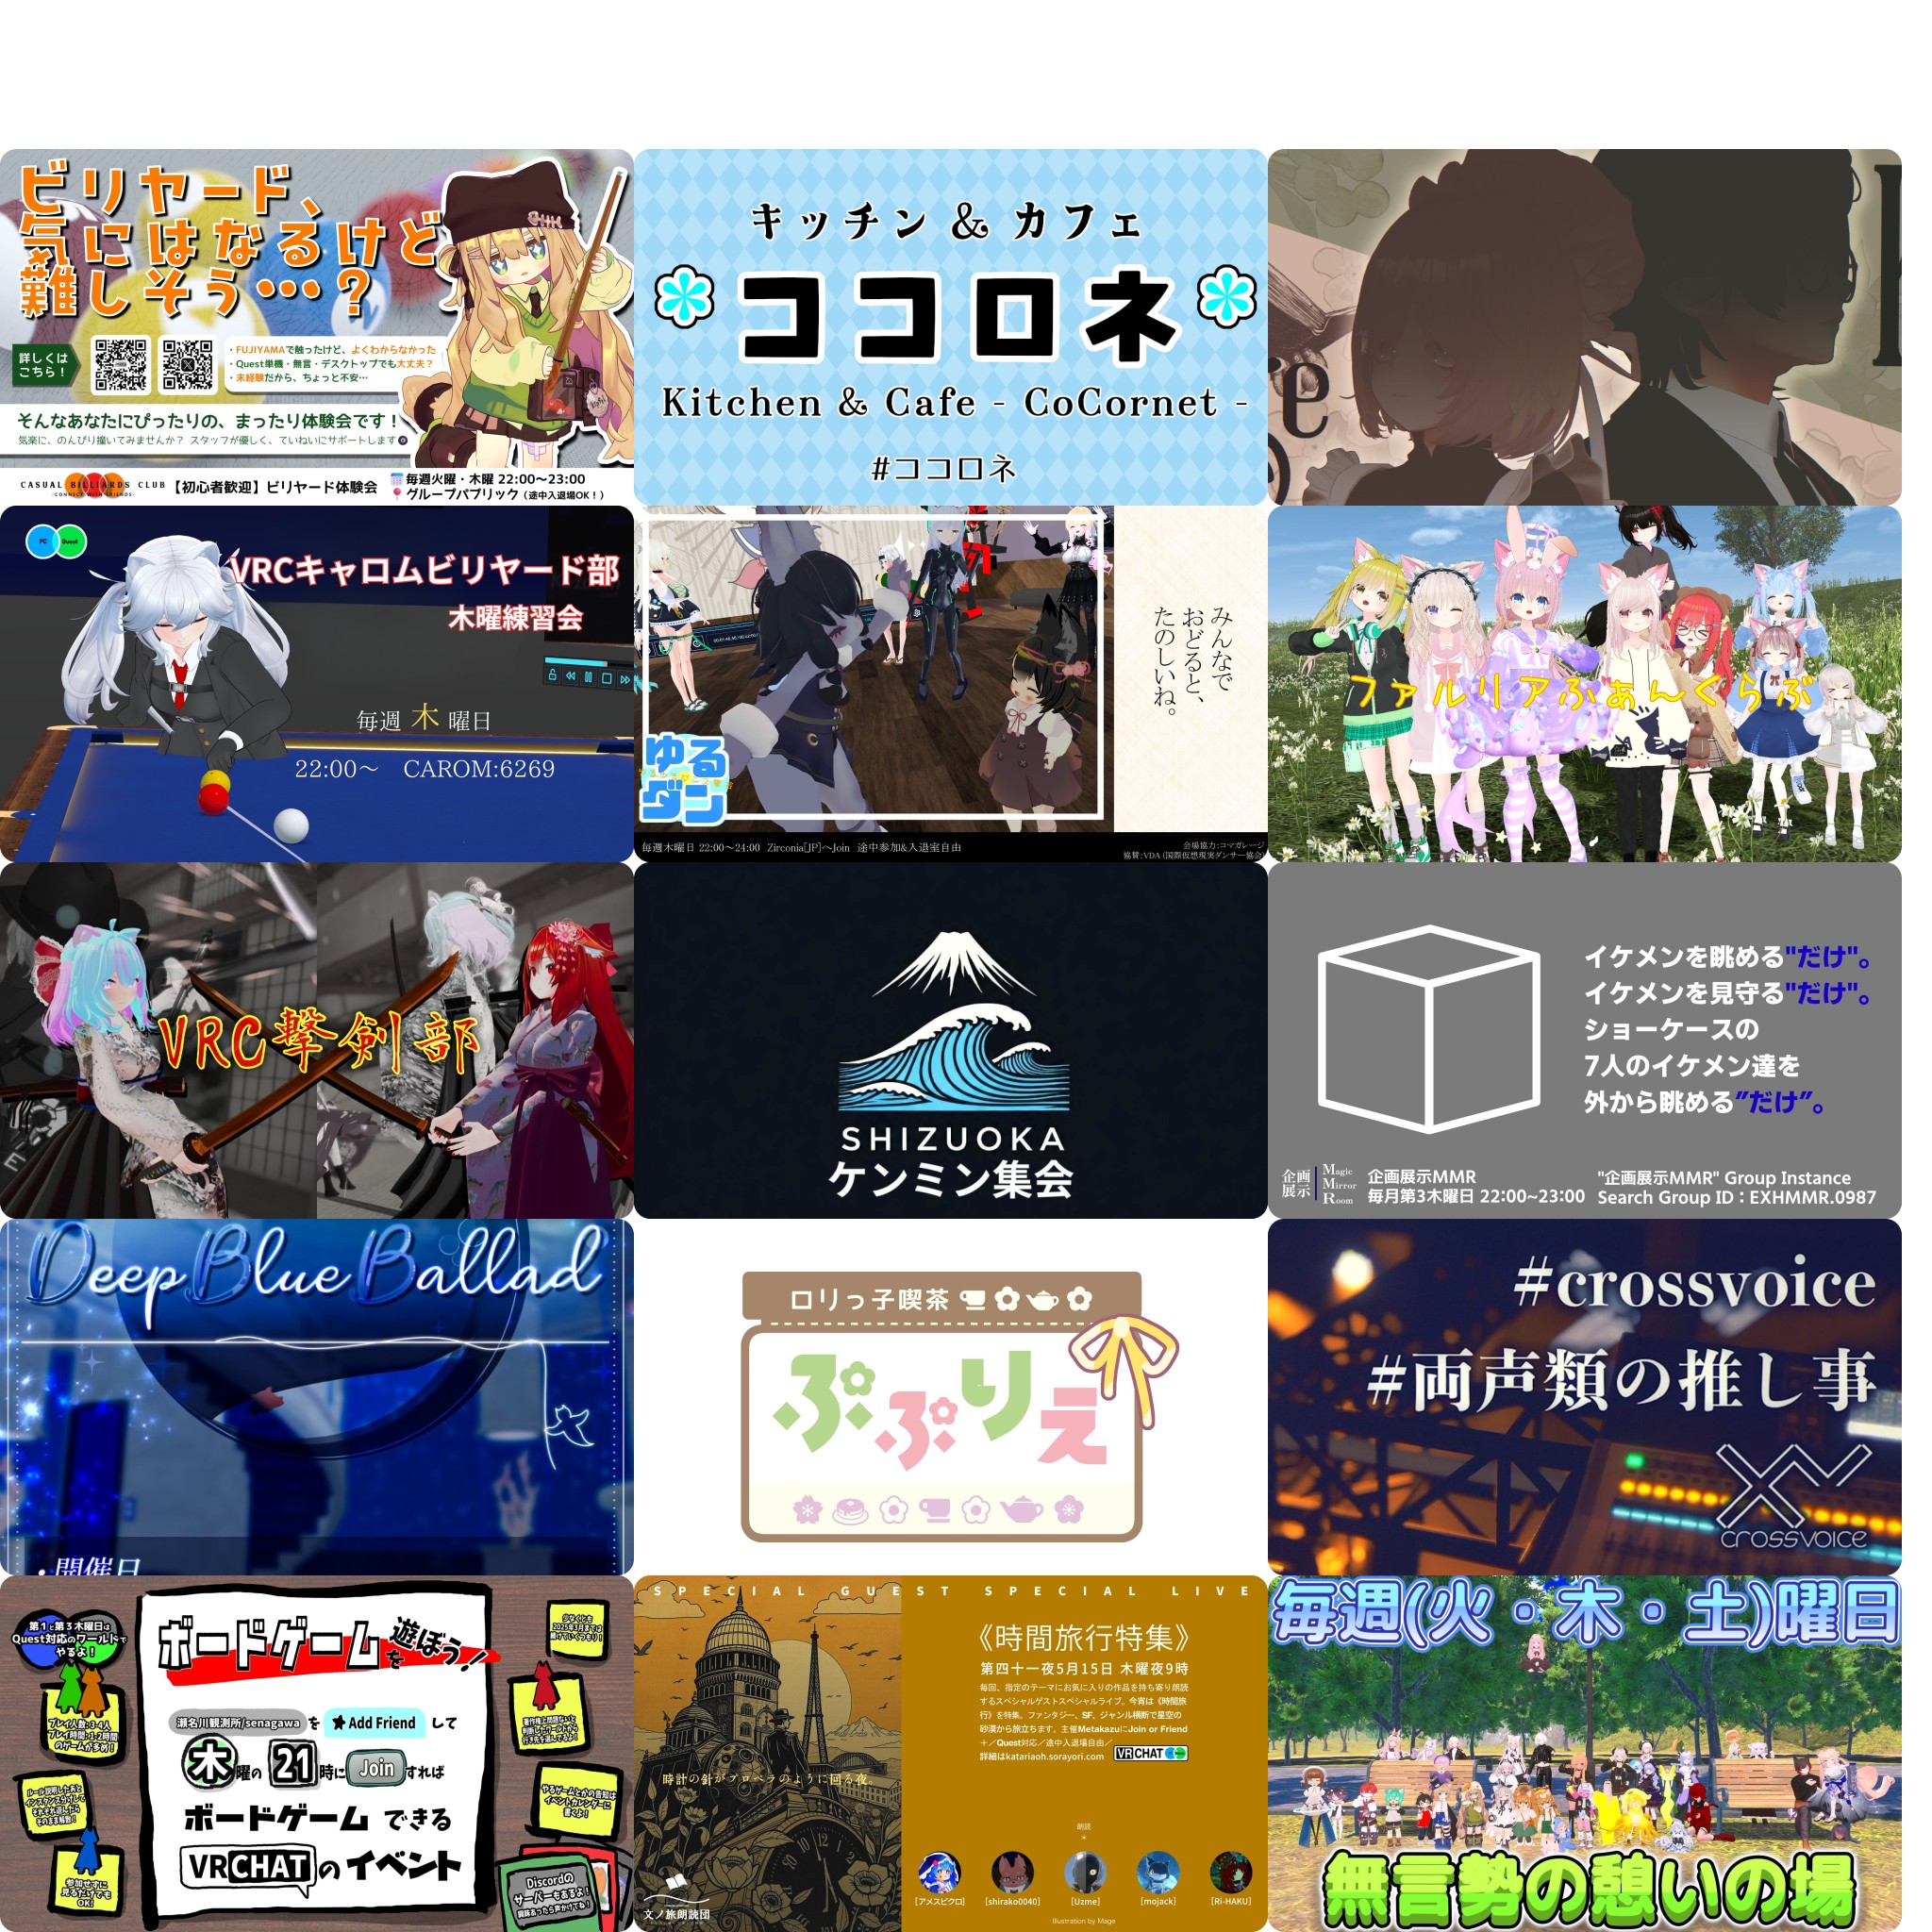 ビリヤード、
気にはなるけど
難しそう…？
詳しくは
こちら！
・FUJIYAMAで触ったけど、よくわからなかった
・Quest単機・無言・デスクトップでも大丈夫？
・未経験だから、ちょっと不安…
そんなあなたにぴったりの、まったり体験会です！
気楽に、のんびり撞いてみませんか？ スタッフが優しく、ていねいにサポートします
CASUAL BILLIARDS CLUB
-CONNECT WITH FRIENDS-
【初心者歓迎】ビリヤード体験会
毎週火曜・木曜 22:00〜23:00
グループパブリック（途中入退場OK！）
キッチン & カフェ
ココロネ
Kitchen & Cafe - CoCornet -
#ココロネ
PC Quest
VRCキャロムビリヤード部
木曜練習会
毎週 木 曜日
22:00〜 CAROM:6269
みんなで
おどると、
たのしいね。
ゆる
ダン
毎週木曜日 22:00〜24:00 Zirconia[JP]へJoin 途中参加&入退室自由
会場協力:コマガレージ
協賛:VDA (国際仮想現実ダンサー協会)
ファルリアふぁんくらぶ
VRC撃剣部
SHIZUOKA
ケンミン集会
イケメンを眺める"だけ"。
イケメンを見守る"だけ"。
ショーケースの
7人のイケメン達を
外から眺める"だけ"。
企画
展示
Magic
Mirror
Room
企画展示MMR
毎月第3木曜日 22:00~23:00
"企画展示MMR" Group Instance
Search Group ID：EXHMMR.0987
Deep Blue Ballad
・開催日
ロリっ子喫茶
ぷぷりえ
#crossvoice
#両声類の推し事
crossvoice
第１と第３木曜日は
Quest対応のワールドで
やるよ！
プレイ人数:3-4人
プレイ時間:1-2時間
のゲームが多め！
ルール説明したあと
インスタンス分けして
それぞれ遊んだら
そのまま解散！
参加せずに
見るだけでも
OK!
ボードゲームを遊ぼう！
瀬名川観測所/senagawa を Add Friend して
木曜の 21時に Join すれば
ボードゲーム できる
VRCHATのイベント
少なくとも
2025年3月までは
続けていくつもり！
著作権上問題ないと
判断したワールドから
行き先を選んでるよ！
やるゲームとかの告知は
イベントカレンダーに
書くよ！
Discordの
サーバーもあるよ！
興味あったら声かけてね！
SPECIAL GUEST SPECIAL LIVE
《時間旅行特集》
第四十一夜5月15日 木曜夜9時
毎回、指定のテーマにお気に入りの作品を持ち寄り朗読
するスペシャルゲストスペシャルライブ。今宵は《時間旅
行》を特集。ファンタジー、SF、ジャンル横断で星空の
砂漠から旅立ちます。主催MetakazuにJoin or Friend
＋／Quest対応／途中入退場自由／
詳細はkatariaoh.sorayori.com
VRCHAT
時計の針がプロペラのように回る夜。
文ノ旅朗読団
朗読
[アメスピクロ]
[shirako0040]
[Uzme]
[mojack]
[Ri-HAKU]
Illustration by Mage
毎週(火・木・土)曜日
無言勢の憩いの場